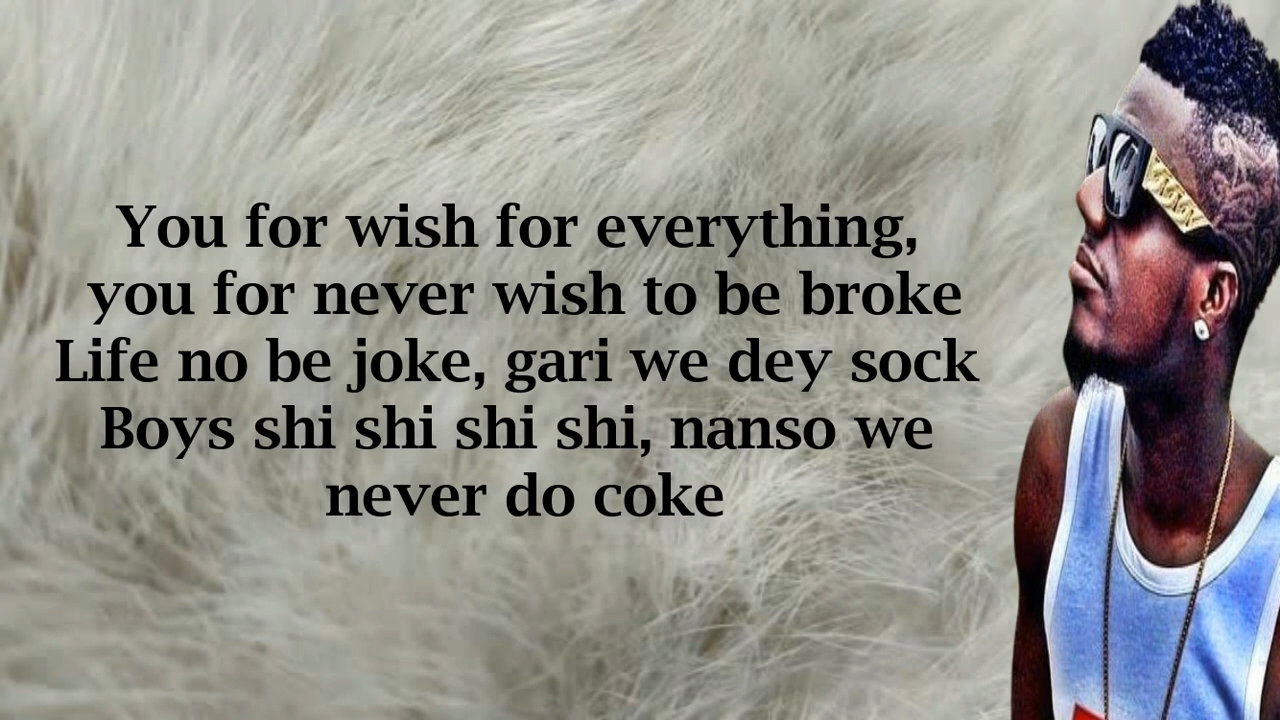 You for wish for everything,
you for never wish to be broke
Life no be joke, gari we dey sock
Boys shi shi shi shi, nanso we
never do coke